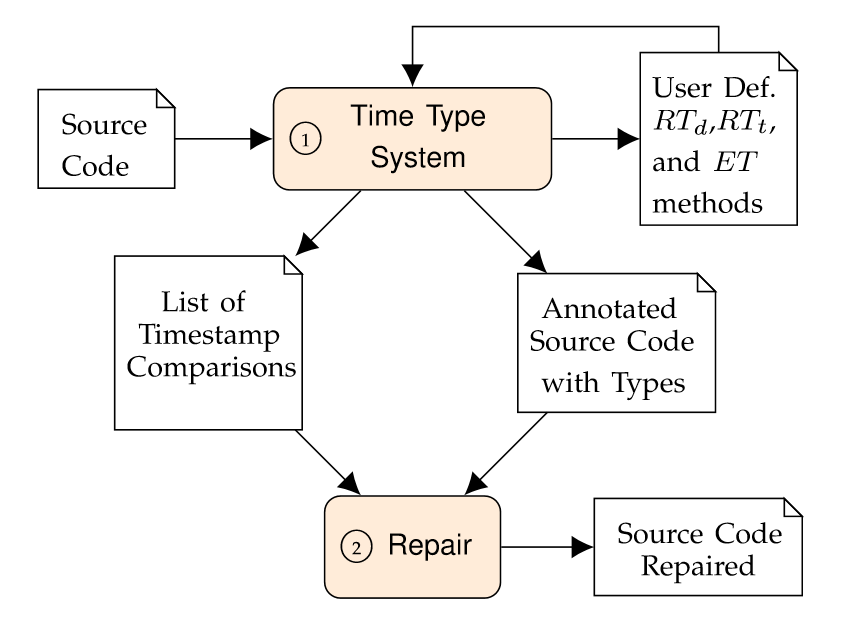 Source
Code
① Time Type
System
User Def.
RT_d,RT_t,
and ET
methods
List of
Timestamp
Comparisons
Annotated
Source Code
with Types
② Repair
Source Code
Repaired